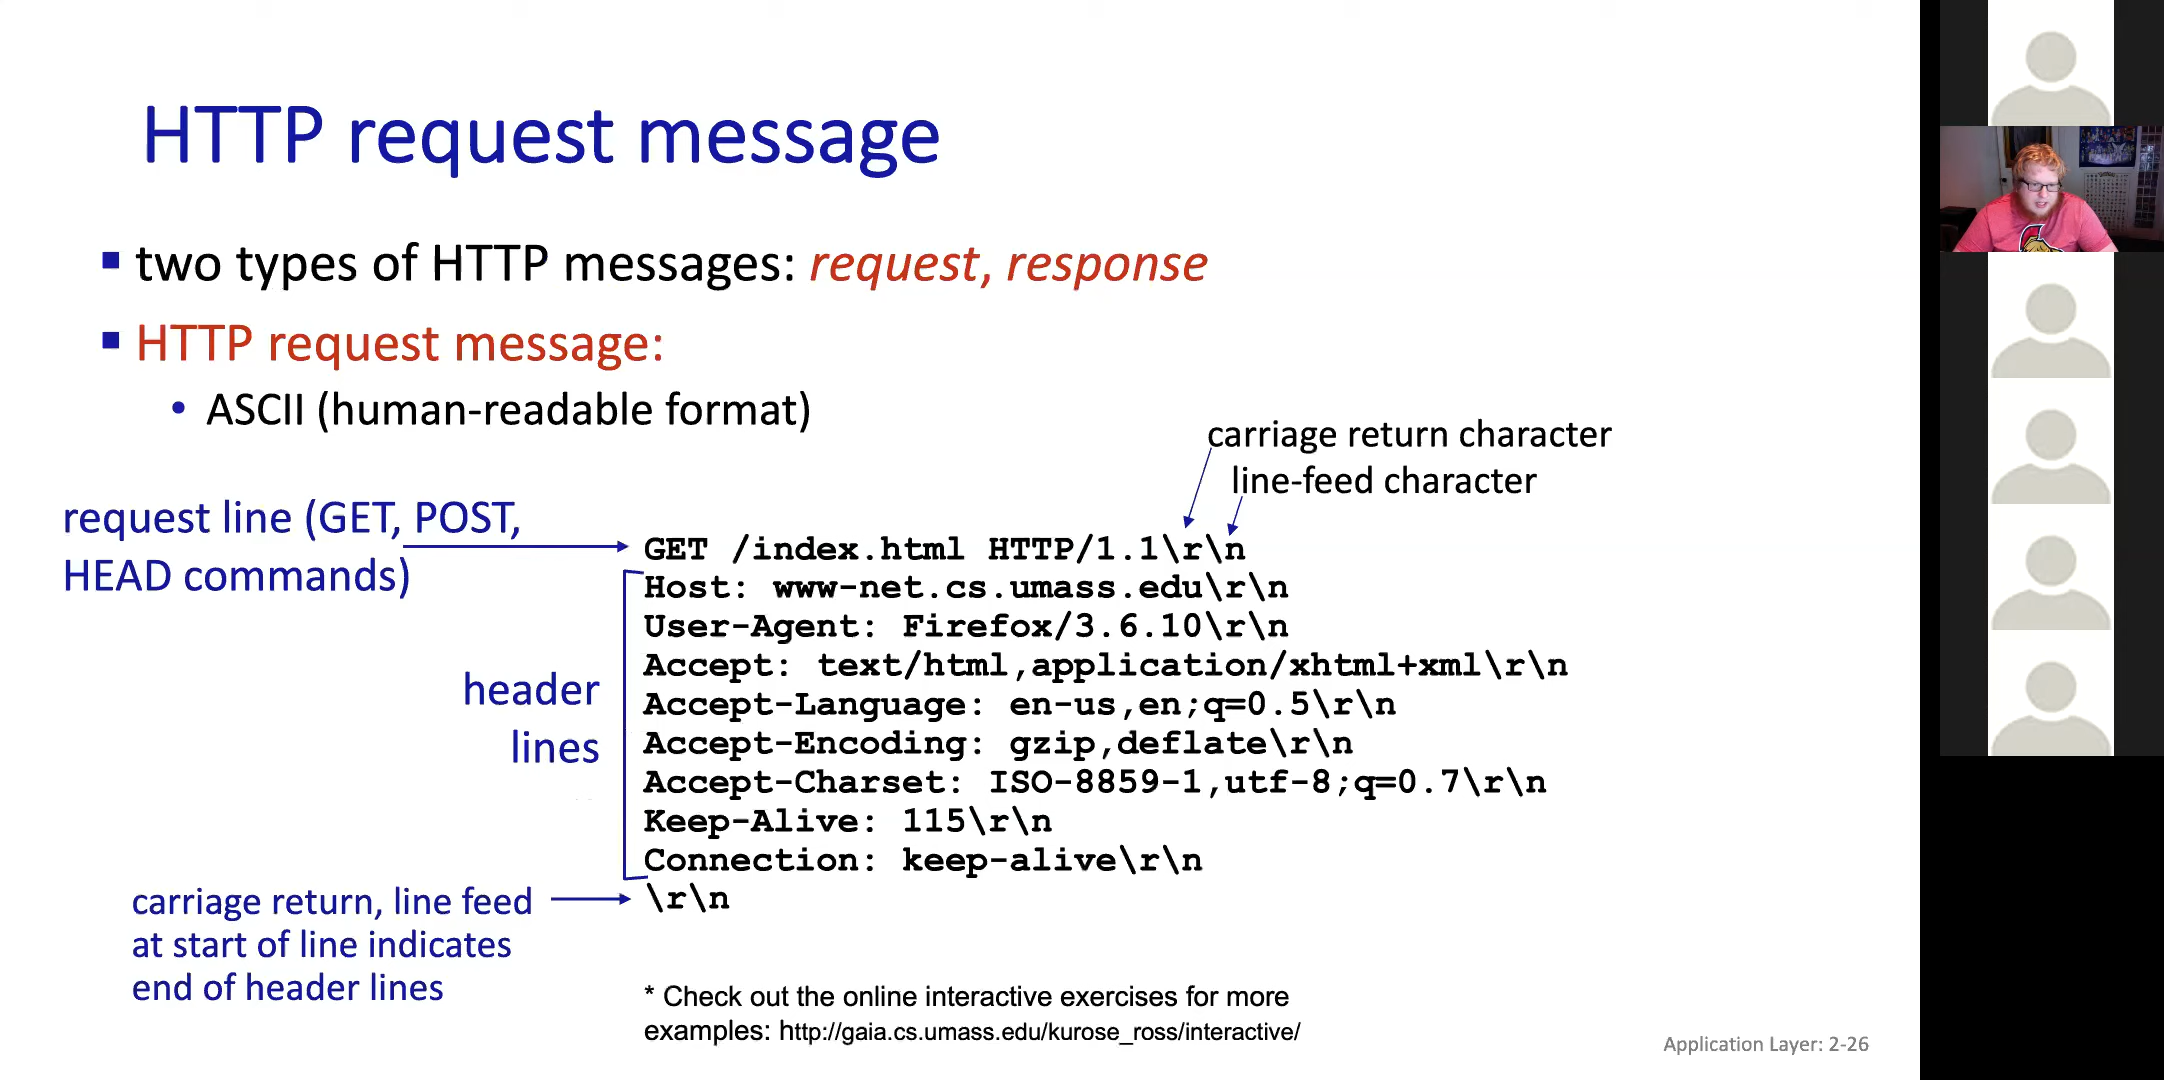 HTTP request message
▪ two types of HTTP messages: request, response
▪ HTTP request message:
• ASCII (human-readable format)
carriage return character
line-feed character
request line (GET, POST,
HEAD commands)
GET /index.html HTTP/1.1\r\n
Host: www-net.cs.umass.edu\r\n
User-Agent: Firefox/3.6.10\r\n
Accept: text/html,application/xhtml+xml\r\n
Accept-Language: en-us,en;q=0.5\r\n
Accept-Encoding: gzip,deflate\r\n
Accept-Charset: ISO-8859-1,utf-8;q=0.7\r\n
Keep-Alive: 115\r\n
Connection: keep-alive\r\n
\r\n
header
lines
carriage return, line feed
at start of line indicates
end of header lines
* Check out the online interactive exercises for more
examples: http://gaia.cs.umass.edu/kurose_ross/interactive/
Application Layer: 2-26